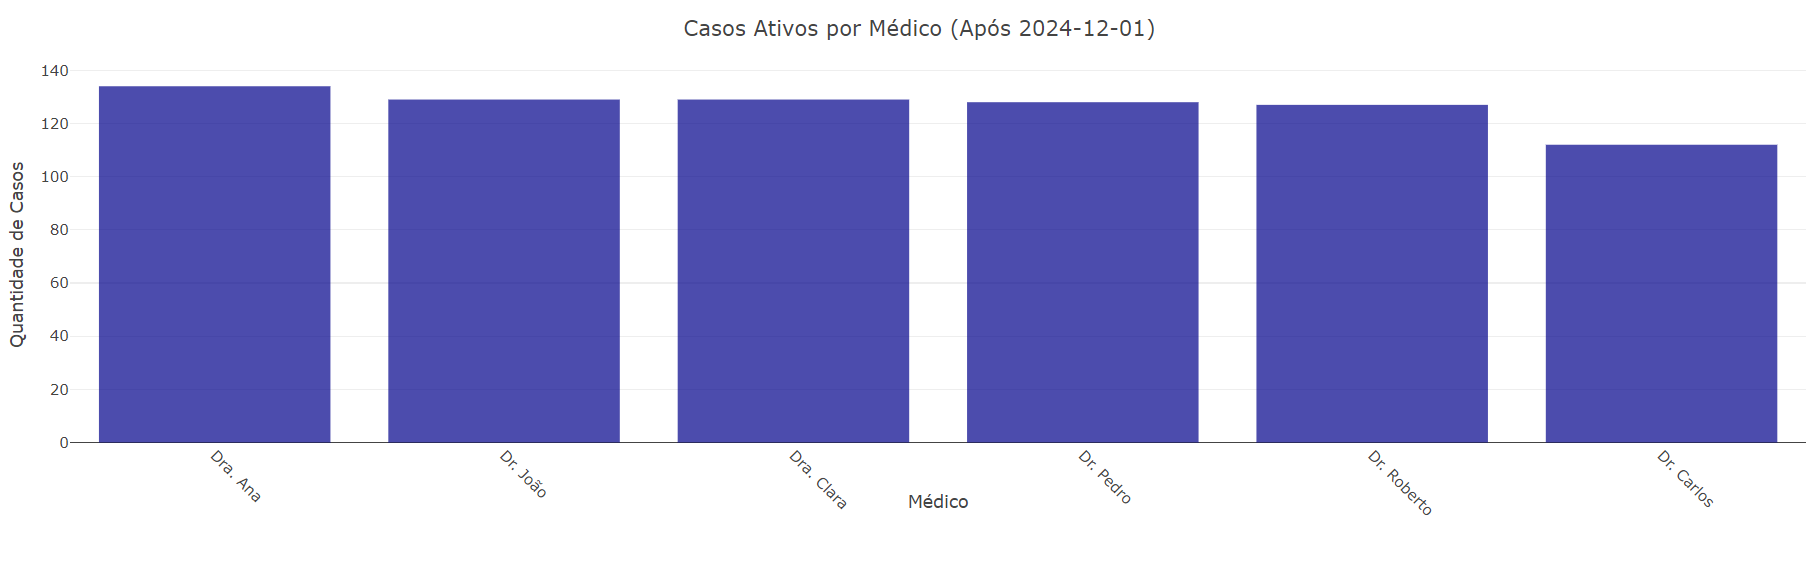 Casos Ativos por Médico (Após 2024-12-01)
Quantidade de Casos
140
120
100
80
60
40
20
0
Dra. Ana
Dr. João
Dra. Clara
Dr. Pedro
Dr. Roberto
Dr. Carlos
Médico